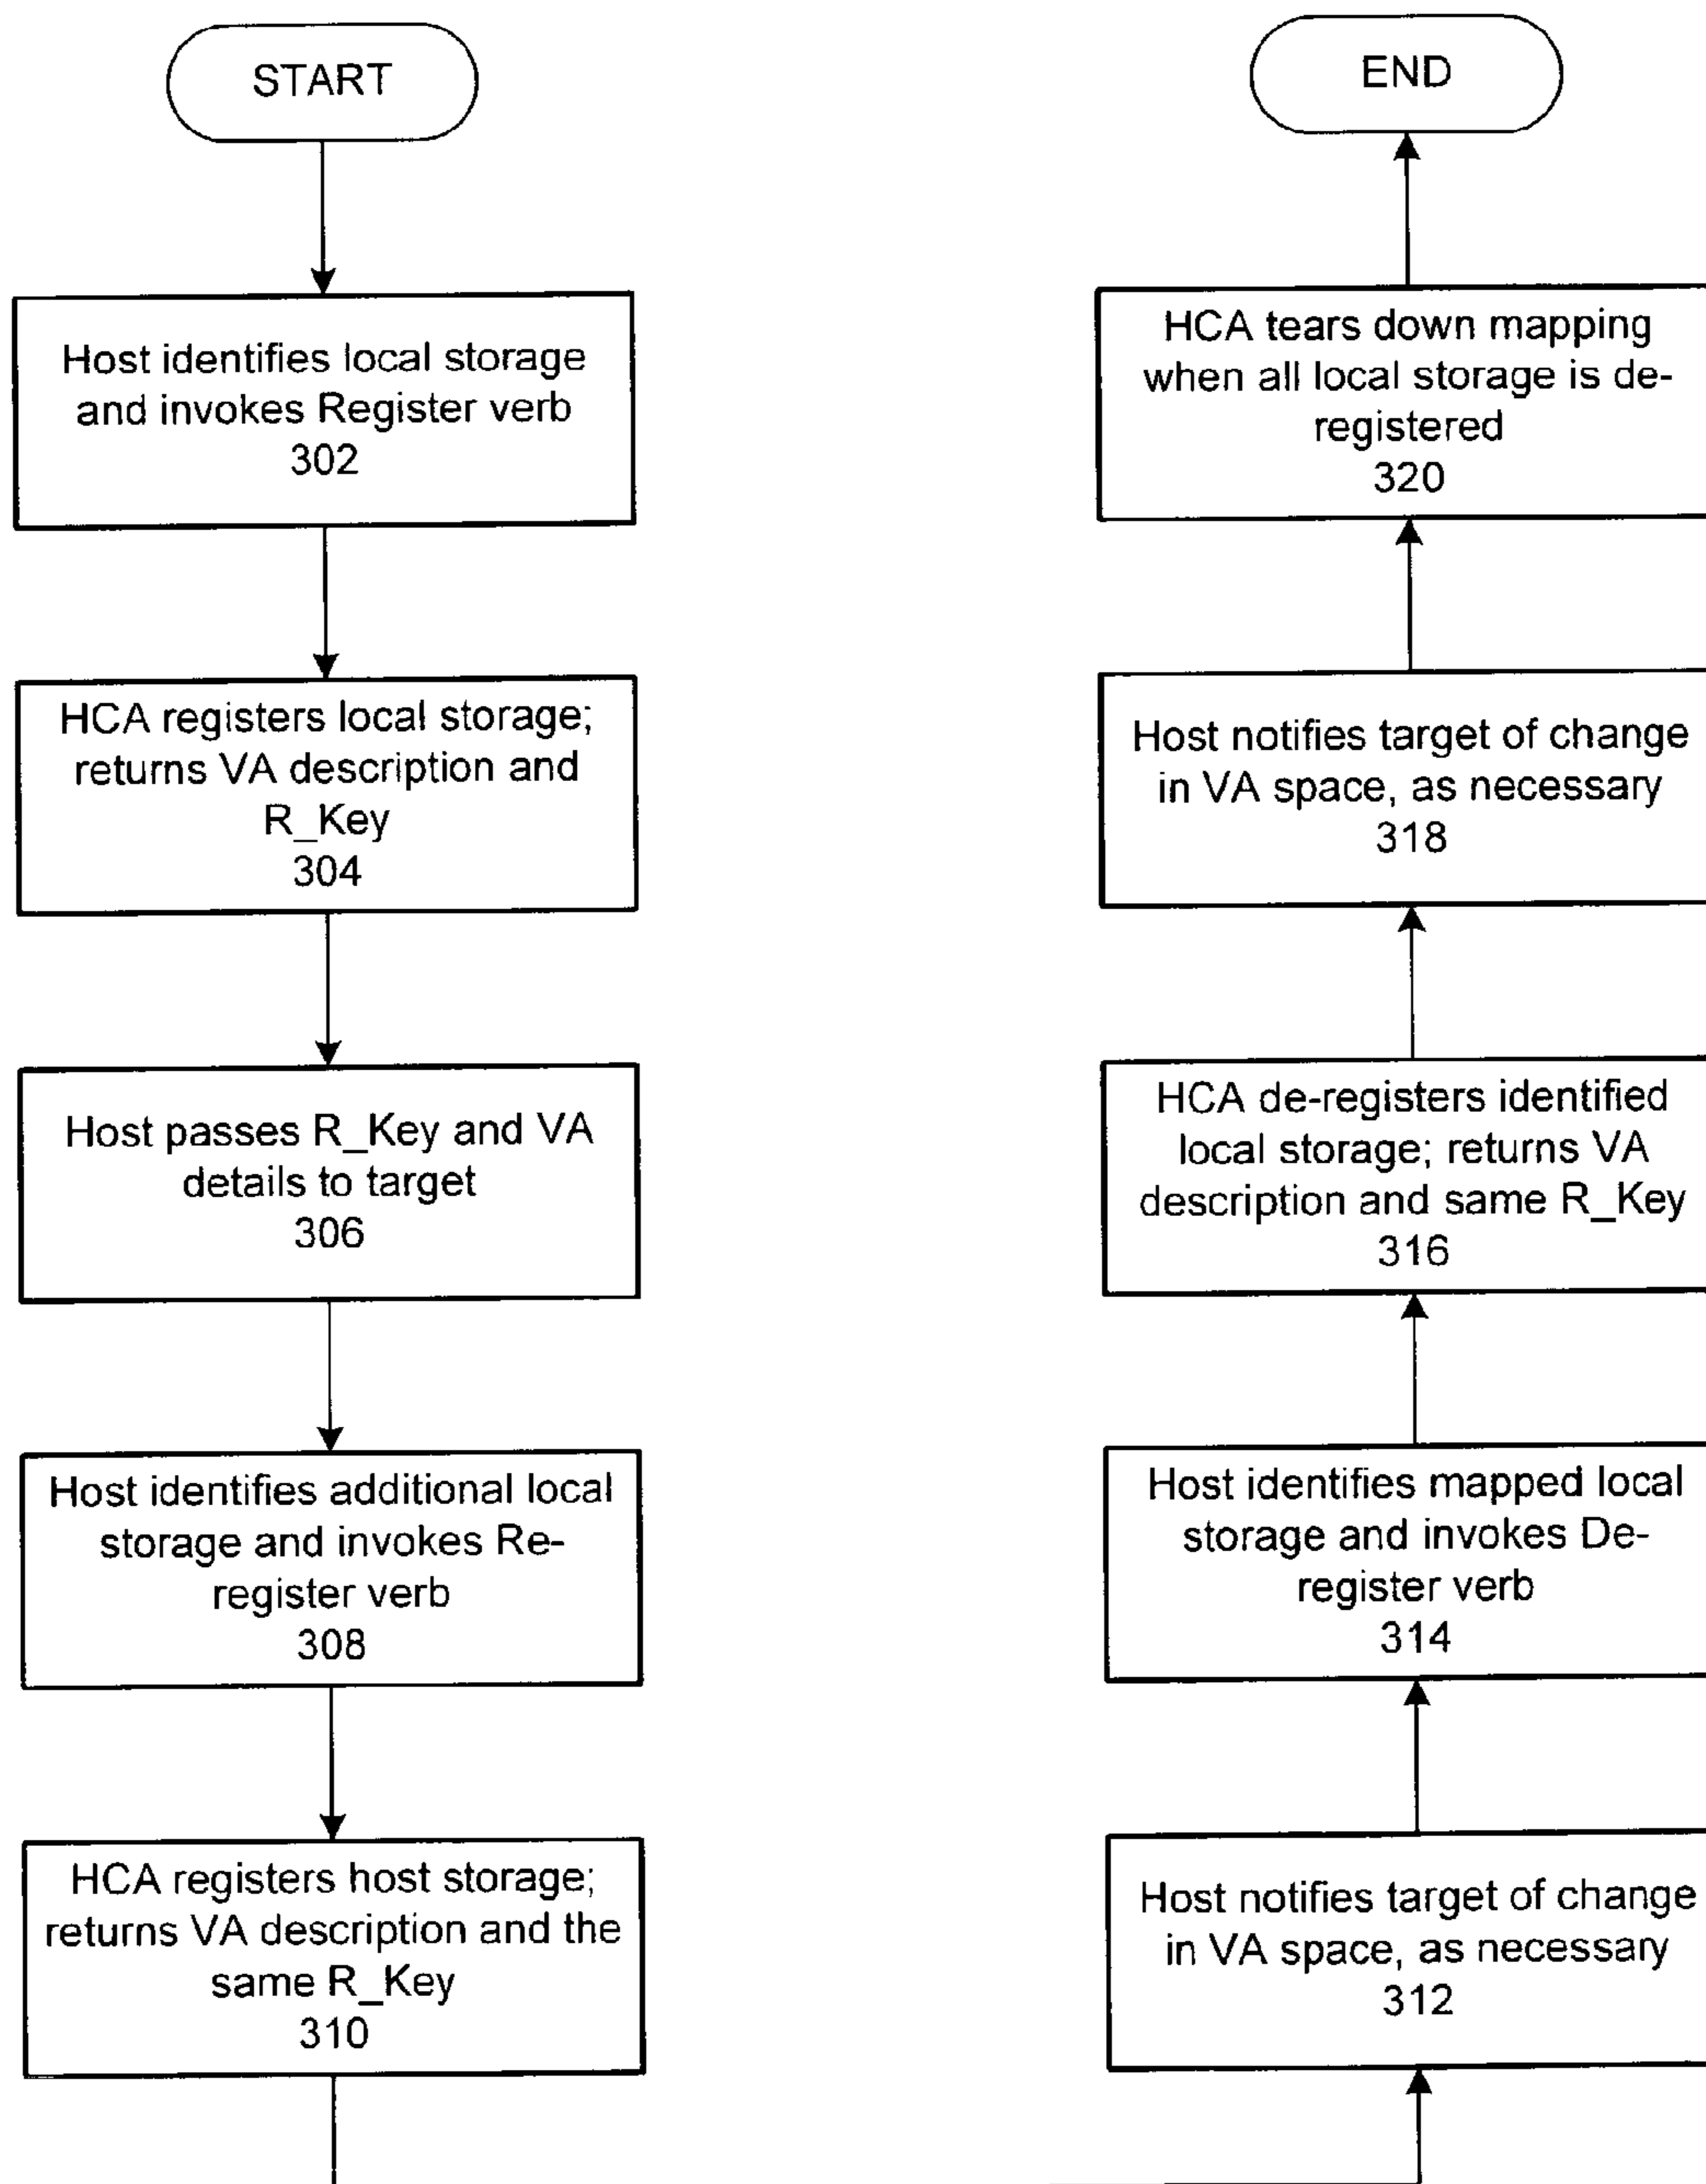 START
Host identifies local storage
and invokes Register verb
302
HCA registers local storage;
returns VA description and
R_Key
304
Host passes R_Key and VA
details to target
306
Host identifies additional local
storage and invokes Re-
register verb
308
HCA registers host storage;
returns VA description and the
same R_Key
310
Host notifies target of change
in VA space, as necessary
312
Host identifies mapped local
storage and invokes De-
register verb
314
HCA de-registers identified
local storage; returns VA
description and same R_Key
316
Host notifies target of change
in VA space, as necessary
318
HCA tears down mapping
when all local storage is de-
registered
320
END